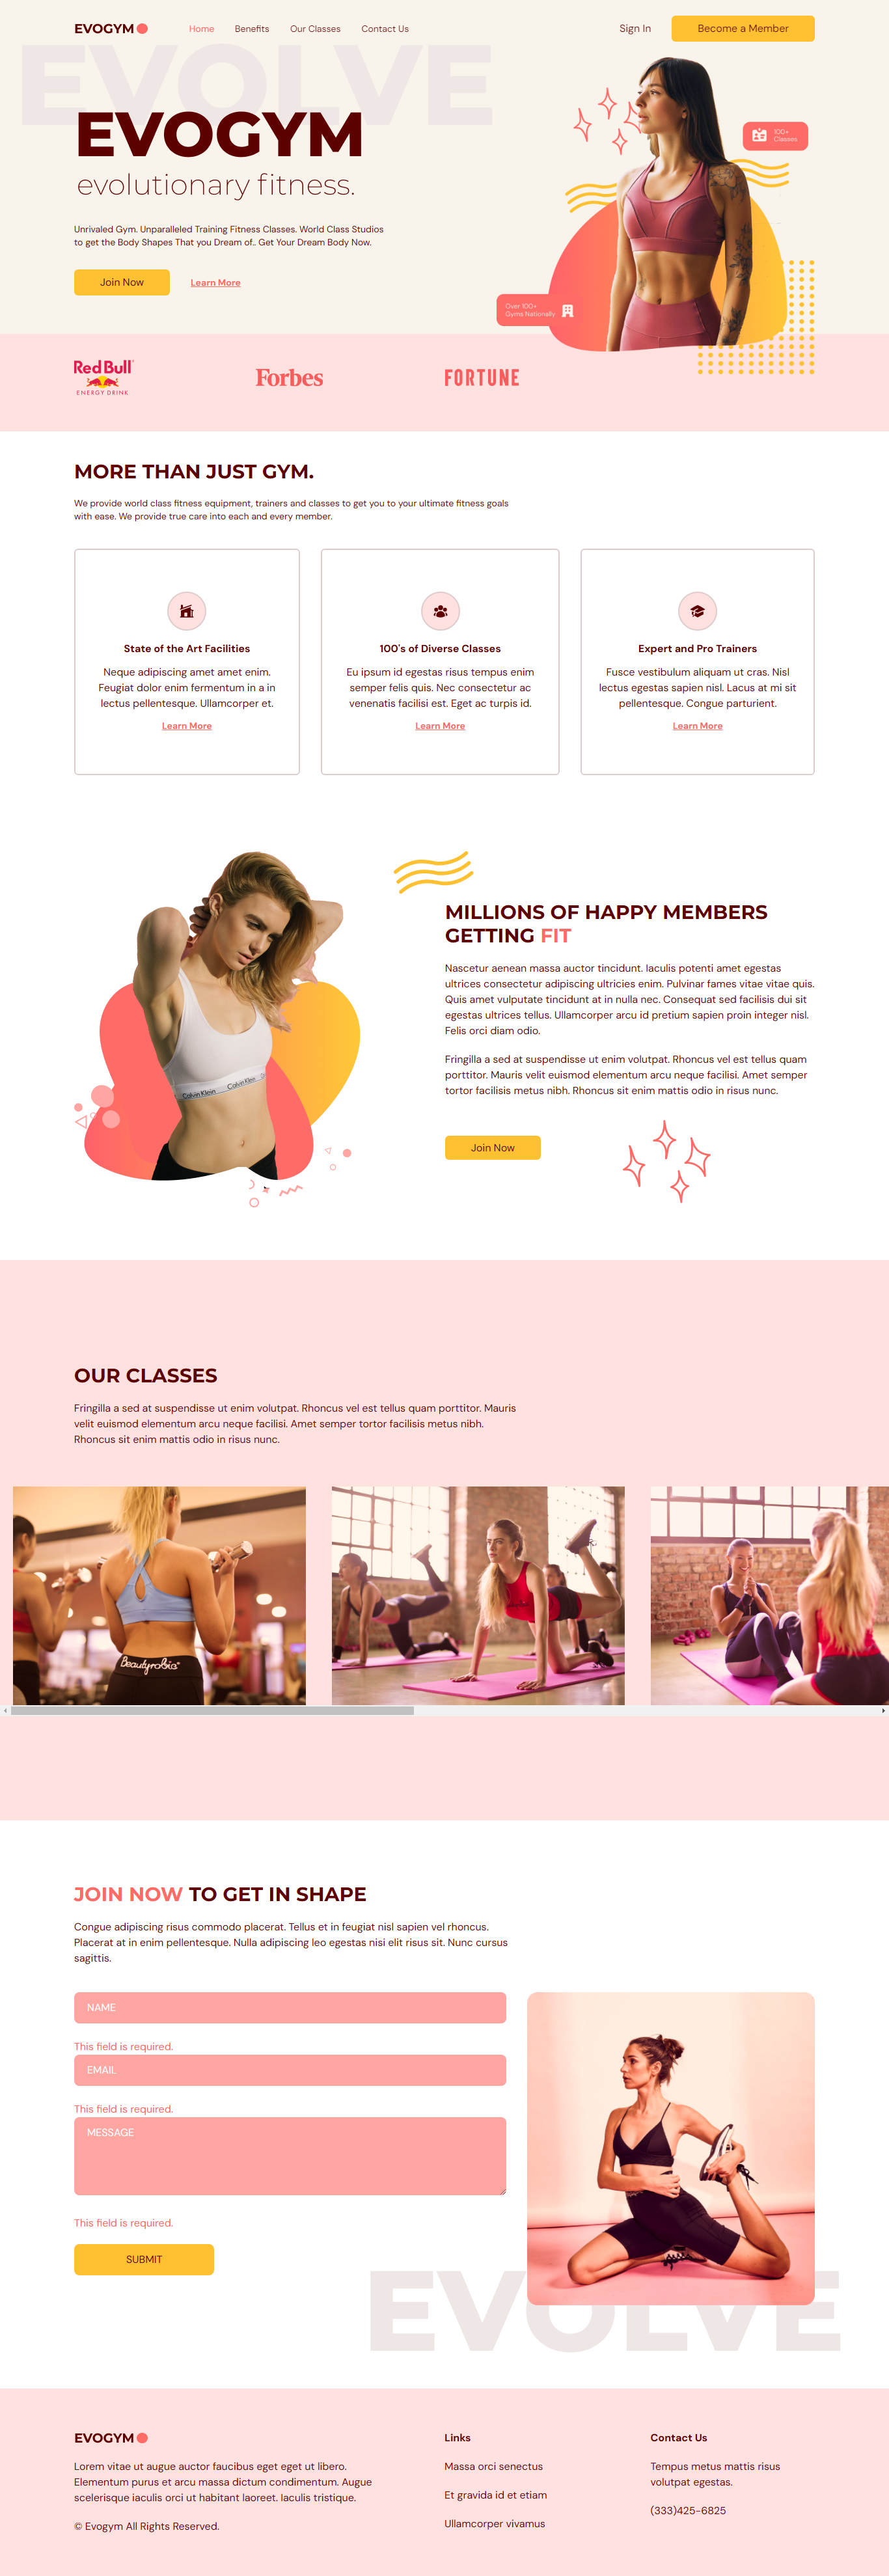 EVOGYM
Home
Benefits
Our Classes
Contact Us
Sign In
Become a Member
EVOLVE
EVOGYM
evolutionary fitness.
100+
Classes
Unrivaled Gym. Unparalleled Training Fitness Classes. World Class Studios
to get the Body Shapes That you Dream of.. Get Your Dream Body Now.
Join Now
Learn More
Over 100+
Gyms Nationally
Red Bull
ENERGY DRINK
Forbes
FORTUNE
MORE THAN JUST GYM.
We provide world class fitness equipment, trainers and classes to get you to your ultimate fitness goals
with ease. We provide true care into each and every member.
State of the Art Facilities
Neque adipiscing amet amet enim.
Feugiat dolor enim fermentum in a in
lectus pellentesque. Ullamcorper et.
Learn More
100's of Diverse Classes
Eu ipsum id egestas risus tempus enim
semper felis quis. Nec consectetur ac
venenatis facilisi est. Eget ac turpis id.
Learn More
Expert and Pro Trainers
Fusce vestibulum aliquam ut cras. Nisl
lectus egestas sapien nisl. Lacus at mi sit
pellentesque. Congue parturient.
Learn More
Calvin Klein
Calvin Klein
MILLIONS OF HAPPY MEMBERS
GETTING FIT
Nascetur aenean massa auctor tincidunt. Iaculis potenti amet egestas
ultrices consectetur adipiscing ultricies enim. Pulvinar fames vitae vitae quis.
Quis amet vulputate tincidunt at in nulla nec. Consequat sed facilisis dui sit
egestas ultrices tellus. Ullamcorper arcu id pretium sapien proin integer nisl.
Felis orci diam odio.
Fringilla a sed at suspendisse ut enim volutpat. Rhoncus vel est tellus quam
porttitor. Mauris velit euismod elementum arcu neque facilisi. Amet semper
tortor facilisis metus nibh. Rhoncus sit enim mattis odio in risus nunc.
Join Now
OUR CLASSES
Fringilla a sed at suspendisse ut enim volutpat. Rhoncus vel est tellus quam porttitor. Mauris
velit euismod elementum arcu neque facilisi. Amet semper tortor facilisis metus nibh.
Rhoncus sit enim mattis odio in risus nunc.
Beautyrobics
JOIN NOW TO GET IN SHAPE
Congue adipiscing risus commodo placerat. Tellus et in feugiat nisl sapien vel rhoncus.
Placerat at in enim pellentesque. Nulla adipiscing leo egestas nisi elit risus sit. Nunc cursus
sagittis.
NAME
This field is required.
EMAIL
This field is required.
MESSAGE
This field is required.
SUBMIT
EVOLVE
EVOGYM
Lorem vitae ut augue auctor faucibus eget eget ut libero.
Elementum purus et arcu massa dictum condimentum. Augue
scelerisque iaculis orci ut habitant laoreet. Iaculis tristique.
© Evogym All Rights Reserved.
Links
Massa orci senectus
Et gravida id et etiam
Ullamcorper vivamus
Contact Us
Tempus metus mattis risus
volutpat egestas.
(333)425-6825